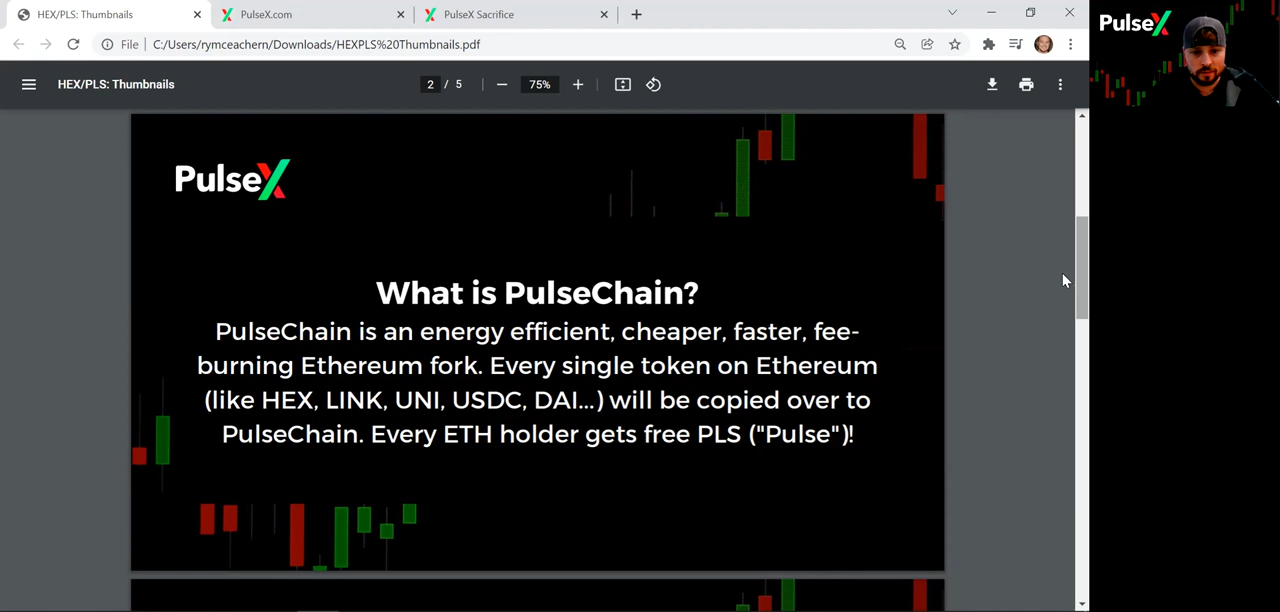 HEX/PLS: Thumbnails
PulseX.com
PulseX Sacrifice
File
C:/Users/rymceachern/Downloads/HEXPLS%20Thumbnails.pdf
HEX/PLS: Thumbnails
2 / 5
75%
PulseX
PulseX
What is PulseChain?
PulseChain is an energy efficient, cheaper, faster, fee-
burning Ethereum fork. Every single token on Ethereum
(like HEX, LINK, UNI, USDC, DAI...) will be copied over to
PulseChain. Every ETH holder gets free PLS ("Pulse")!